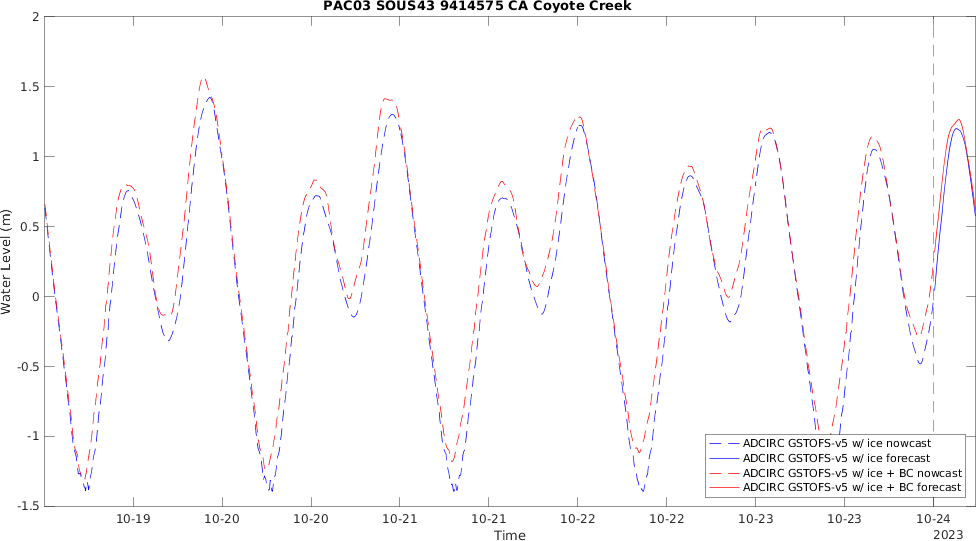 PAC03 SOUS43 9414575 CA Coyote Creek
2
1.5
1
0.5
0
-0.5
-1
-1.5
Water Level (m)
ADCIRC GSTOFS-v5 w/ ice nowcast
ADCIRC GSTOFS-v5 w/ ice forecast
ADCIRC GSTOFS-v5 w/ ice + BC nowcast
ADCIRC GSTOFS-v5 w/ ice + BC forecast
10-19 10-20 10-20 10-21 10-21 10-22 10-22 10-23 10-23 10-24
2023
Time